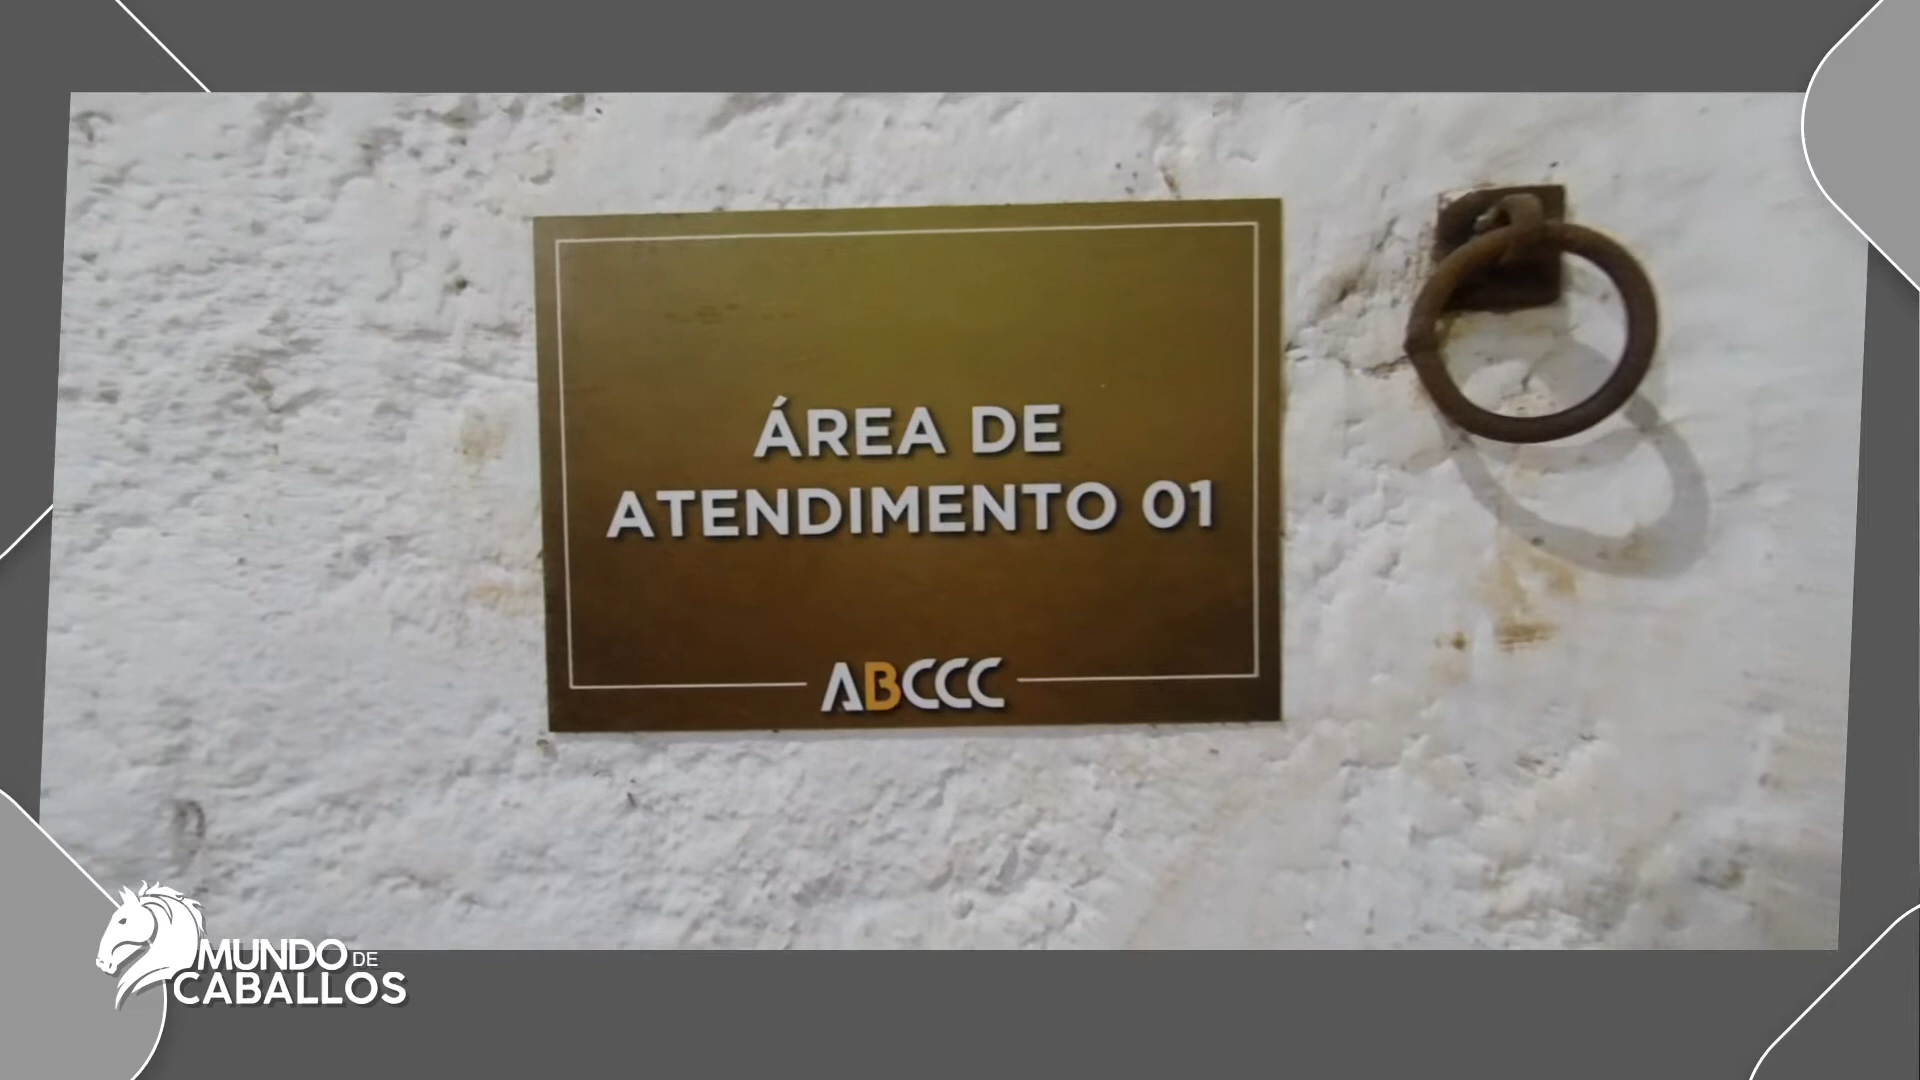 ÁREA DE
ATENDIMENTO 01
ABCCC
MUNDO DE
CABALLOS